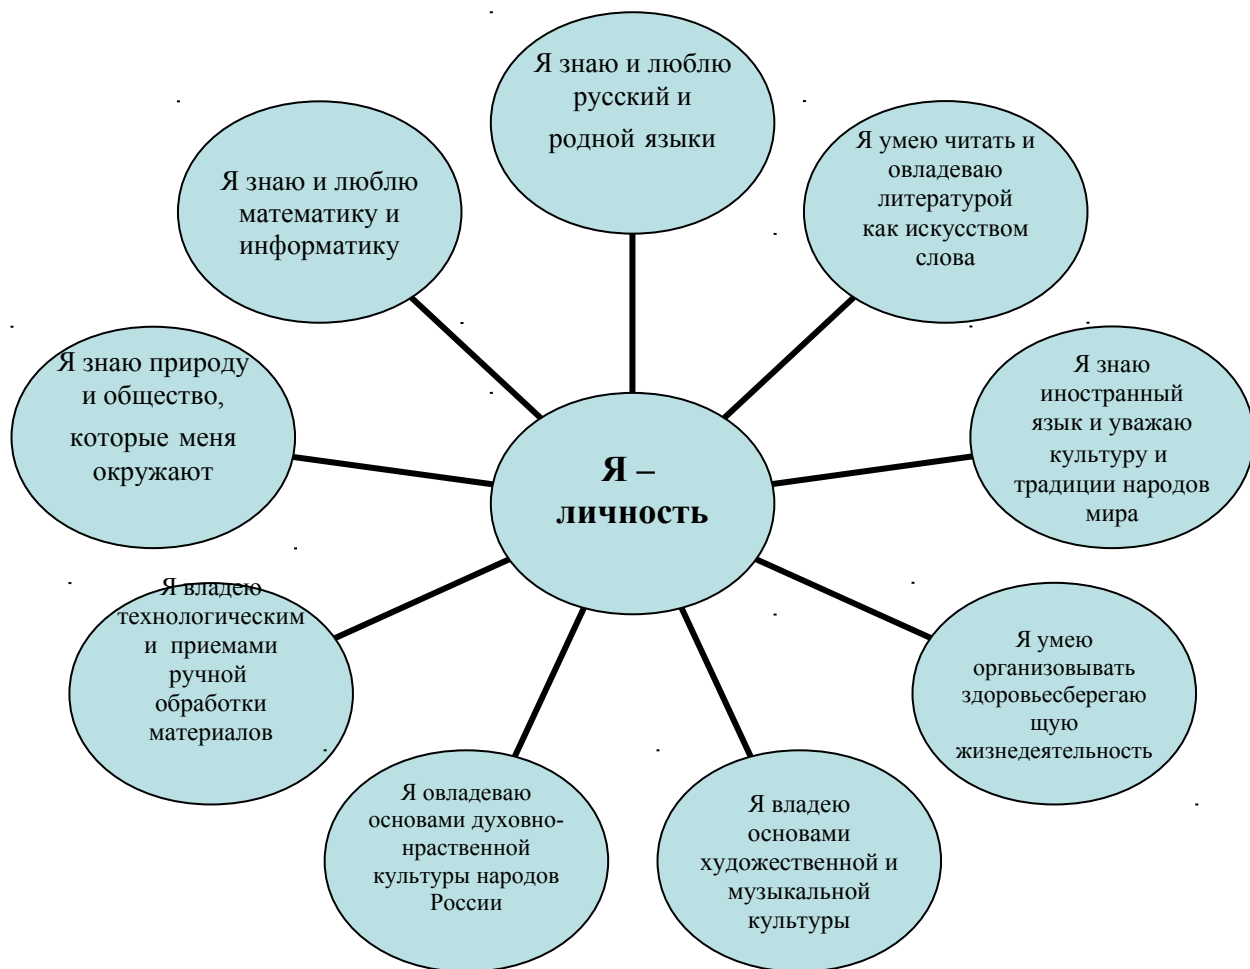 Я знаю и люблю
русский и
родной языки
Я умею читать и
овладеваю
литературой
как искусством
слова
Я знаю
иностранный
язык и уважаю
культуру и
традиции народов
мира
Я умею
организовывать
здоровьесберегаю
щую
жизнедеятельность
Я владею
основами
художественной и
музыкальной
культуры
Я овладеваю
основами духовно-
нраственной
культуры народов
России
Я владею
технологическим
и приемами
ручной
обработки
материалов
Я знаю природу
и общество,
которые меня
окружают
Я знаю и люблю
математику и
информатику
Я –
личность